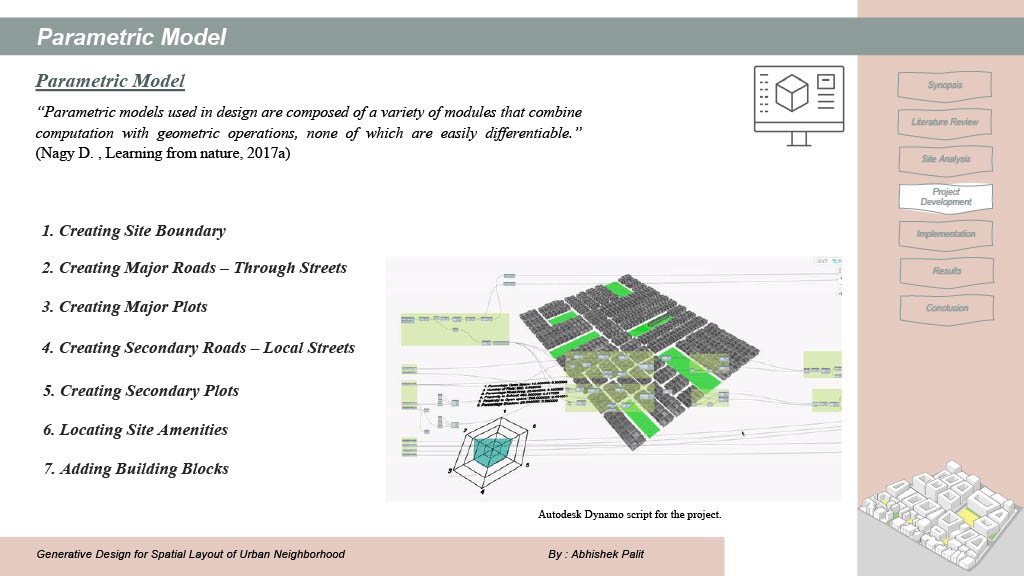 Parametric Model
Parametric Model
“Parametric models used in design are composed of a variety of modules that combine
computation with geometric operations, none of which are easily differentiable.”
(Nagy D. , Learning from nature, 2017a)
1. Creating Site Boundary
2. Creating Major Roads – Through Streets
3. Creating Major Plots
4. Creating Secondary Roads – Local Streets
5. Creating Secondary Plots
6. Locating Site Amenities
7. Adding Building Blocks
Autodesk Dynamo script for the project.
Synopsis
Literature Review
Site Analysis
Project
Development
Implementation
Results
Conclusion
Generative Design for Spatial Layout of Urban Neighborhood
By : Abhishek Palit